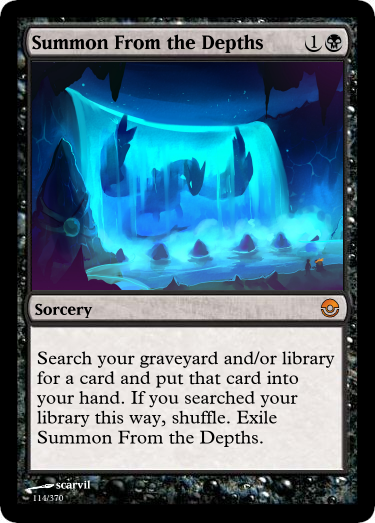 Summon From the Depths 1
Sorcery
Search your graveyard and/or library
for a card and put that card into
your hand. If you searched your
library this way, shuffle. Exile
Summon From the Depths.
scarvil
114/370